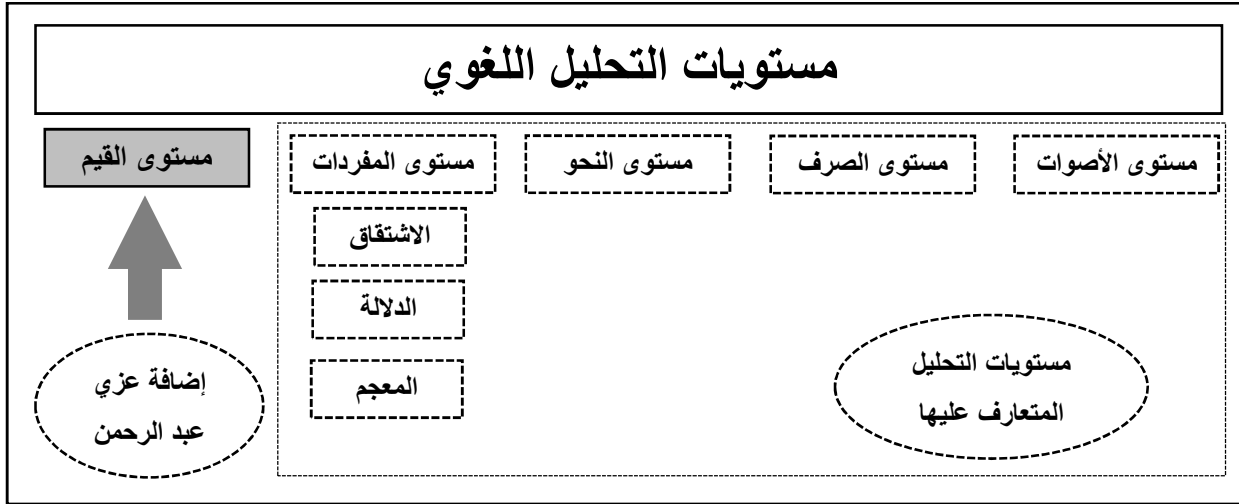 مستويات التحليل اللغوي
مستوى الأصوات
مستوى الصرف
مستوى النحو
مستوى المفردات
مستوى القيم
الاشتقاق
الدلالة
المعجم
مستويات التحليل
المتعارف عليها
إضافة عزي
عبد الرحمن